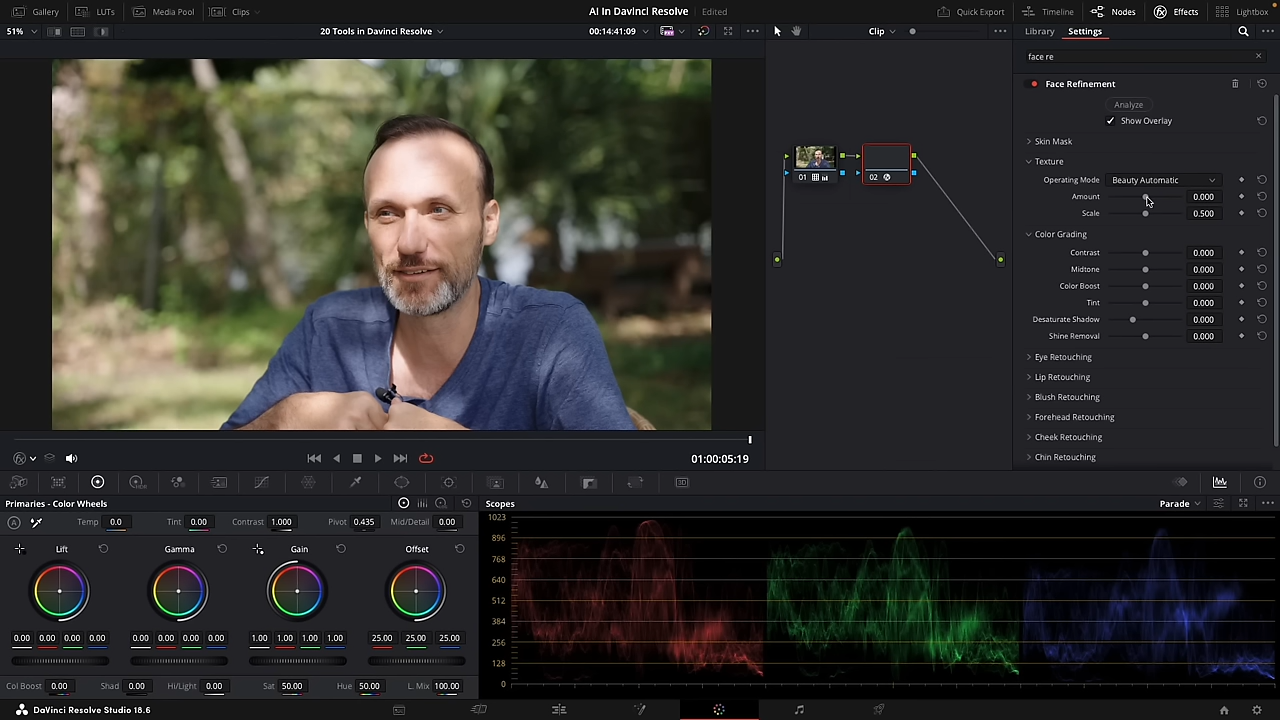 Gallery LUTs Media Pool Clips AI In Davinci Resolve Edited Quick Export Timeline Nodes Effects Lightbox
51% 20 Tools in Davinci Resolve 00:14:41:09 Clip Library Settings
face re
Face Refinement
Analyze
Show Overlay
Skin Mask
Texture
Operating Mode Beauty Automatic
Amount 0.000
Scale 0.500
Color Grading
Contrast 0.000
Midtone 0.000
Color Boost 0.000
Tint 0.000
Desaturate Shadow 0.000
Shine Removal 0.000
Eye Retouching
Lip Retouching
Blush Retouching
Forehead Retouching
Cheek Retouching
Chin Retouching
01 02
01:00:05:19
Primaries - Color Wheels
Temp 0.0 Tint 0.00 Contrast 1.000 Pivot 0.435 Mid/Detail 0.00
Lift Gamma Gain Offset
0.00 0.00 0.00 0.00 0.00 0.00 0.00 0.00 1.00 1.00 1.00 1.00 25.00 25.00 25.00
Col Boost 0.00 Shad 0.00 Hi/Light 0.00 Sat 50.00 Hue 50.00 L. Mix 100.00
Scopes Parade
1023
896
768
640
512
384
256
128
0
DaVinci Resolve Studio 18.6